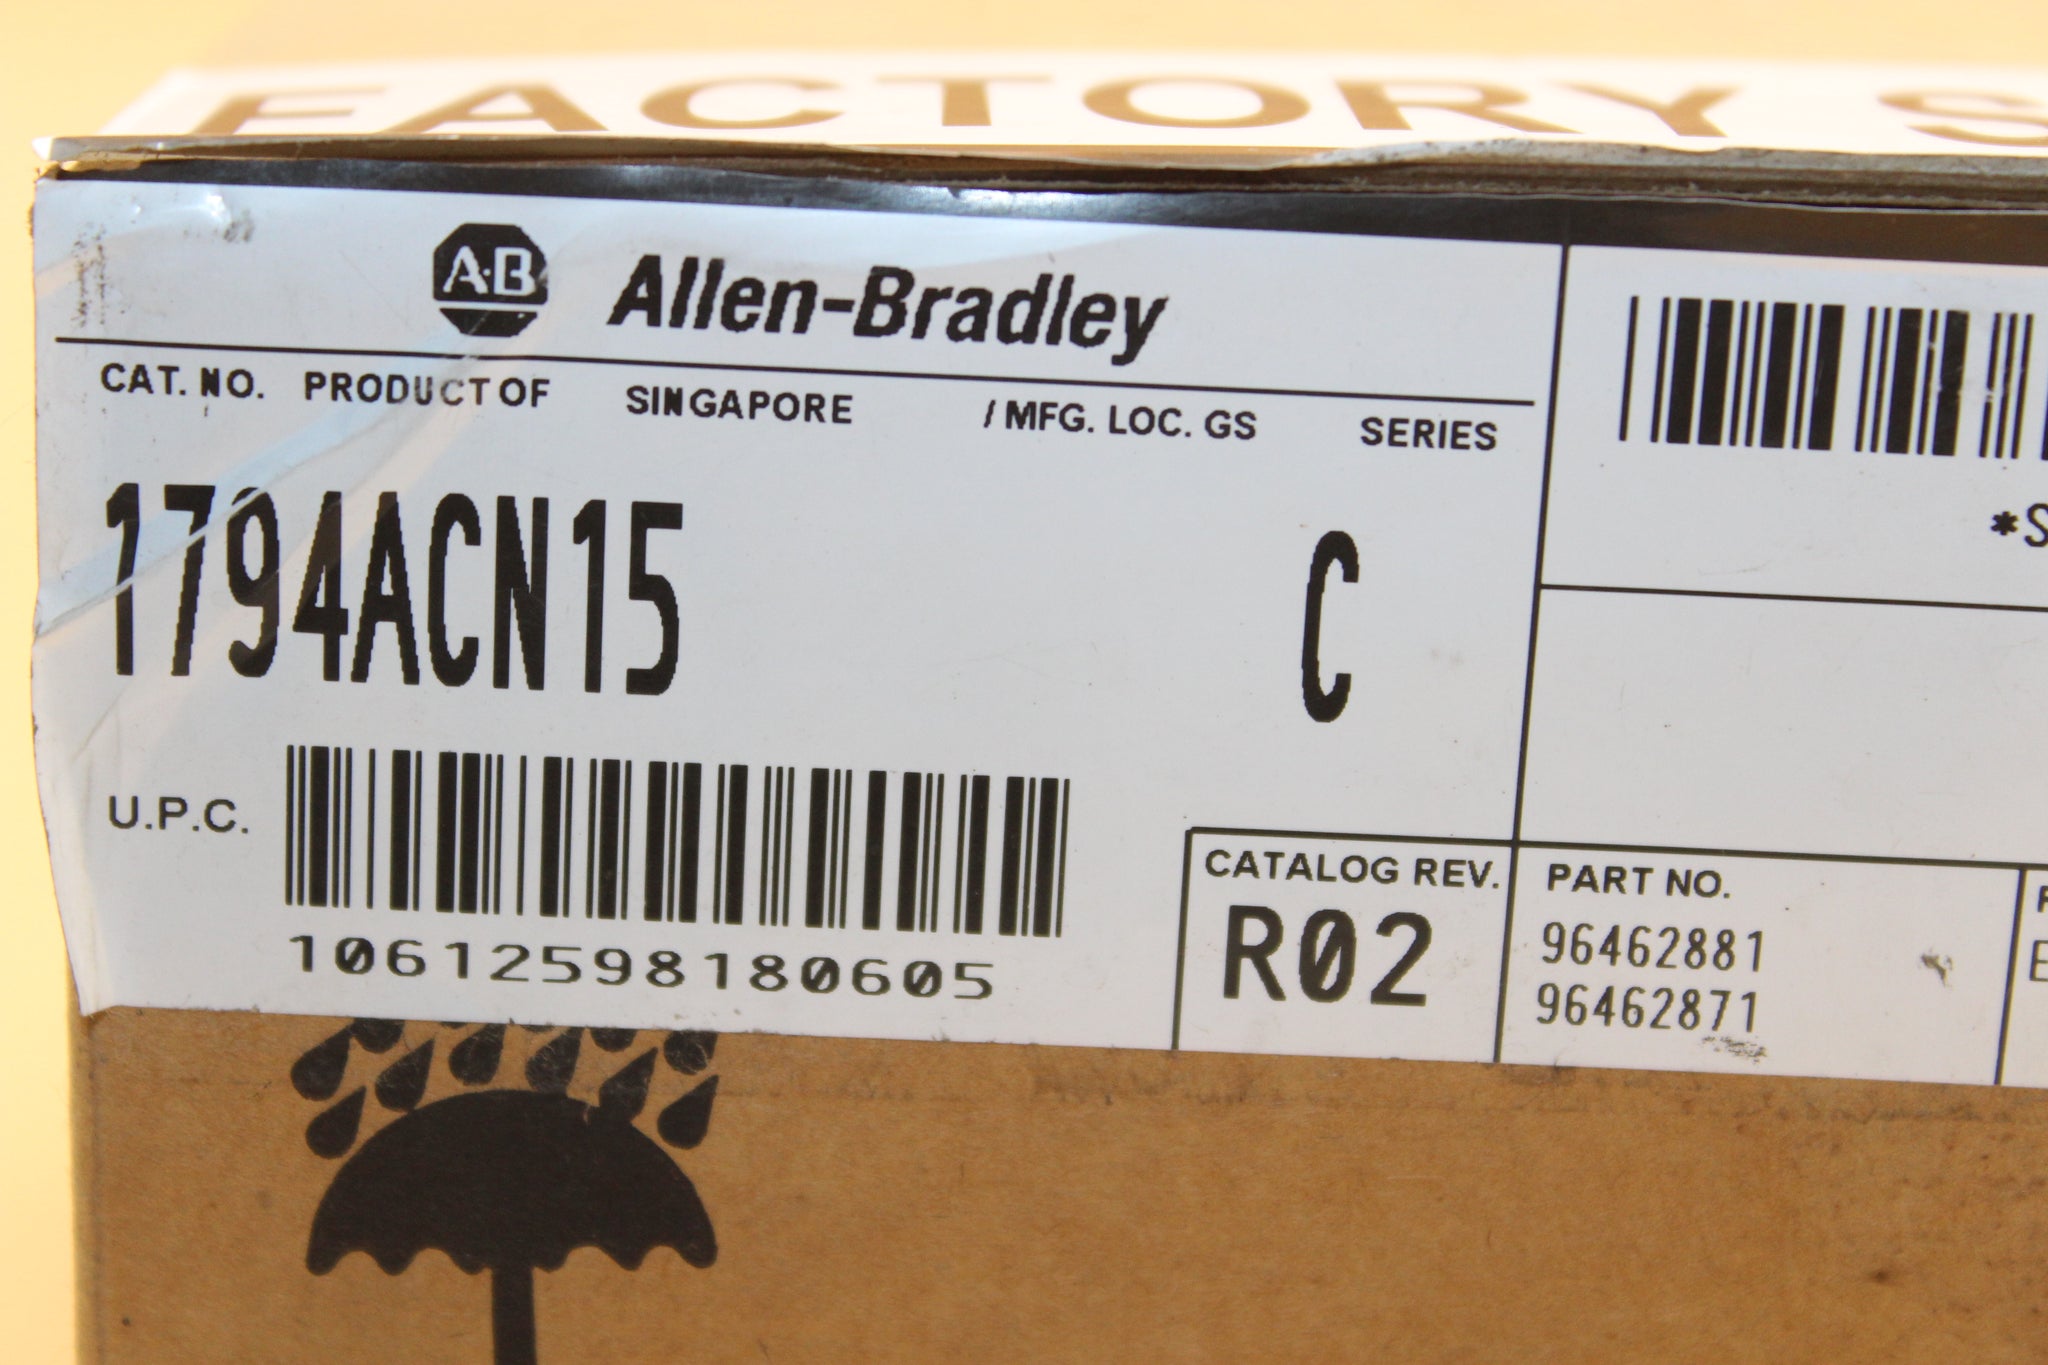 FACTORY S
A·B Allen-Bradley
CAT. NO. PRODUCT OF SINGAPORE / MFG. LOC. GS SERIES
1794ACN15 C
*S
U.P.C.
10612598180605
CATALOG REV.
R02
PART NO.
96462881
96462871